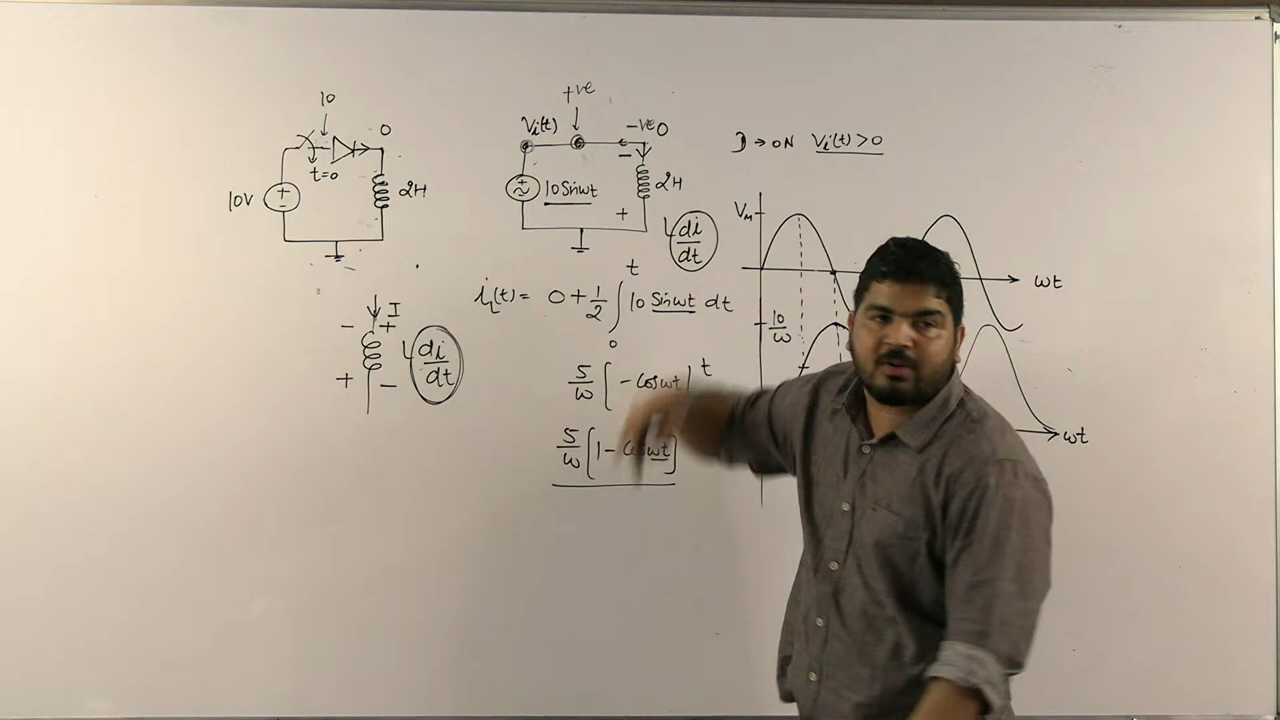 10
0
t=0
10V
+
-
2H
I
- +
+ -
L di/dt
+ve
Vi(t)
-ve 0
-
10 Sinωt
2H
+
L di/dt
iL(t) = 0 + 1/2 ∫₀ᵗ 10 Sinωt dt
5/ω [-Cosωt]ᵗ
5/ω [1 - Cosωt]
D → ON Vi(t) > 0
VM
ωt
10/ω
ωt